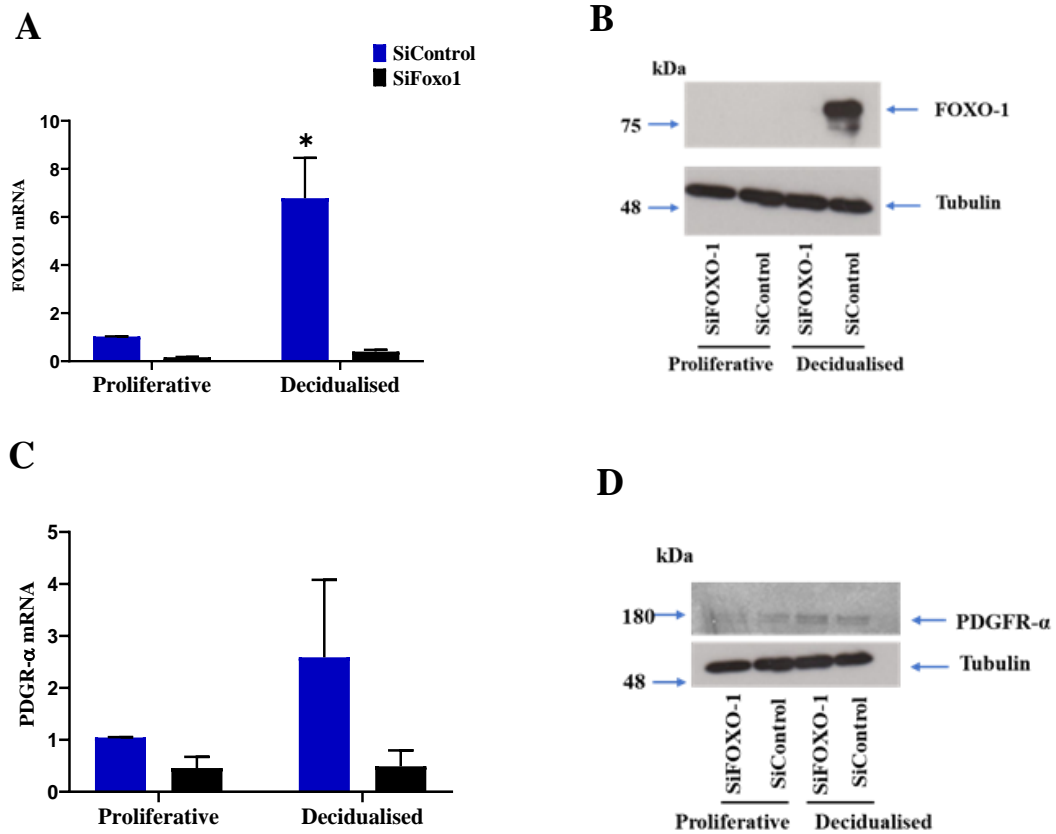 A
SiControl
SiFoxo1
*
FOXO1 mRNA
10
8
6
4
2
0
Proliferative
Decidualised
B
kDa
75
FOXO-1
48
Tubulin
SiFOXO-1
SiControl
SiFOXO-1
SiControl
Proliferative
Decidualised
C
PDGR-α mRNA
5
4
3
2
1
0
Proliferative
Decidualised
D
kDa
180
PDGFR-α
Tubulin
48
SiFOXO-1
SiControl
SiFOXO-1
SiControl
Proliferative
Decidualised